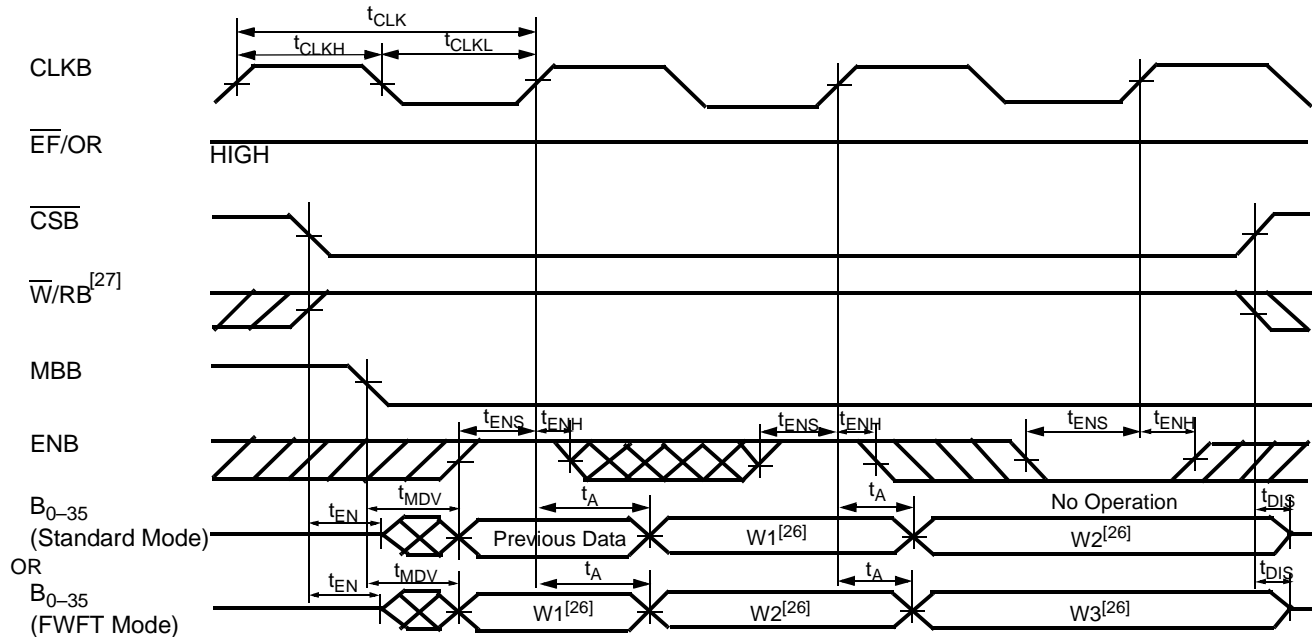 tCLK
tCLKH tCLKL
CLKB
EF/OR
HIGH
CSB
W/RB[27]
MBB
tENS tENH tENS tENH tENS tENH
ENB
tMDV tA tA No Operation
B0–35 tEN tDIS
(Standard Mode) Previous Data W1[26] W2[26]
OR
tMDV tA tA
B0–35 tEN tDIS
(FWFT Mode) W1[26] W2[26] W3[26]